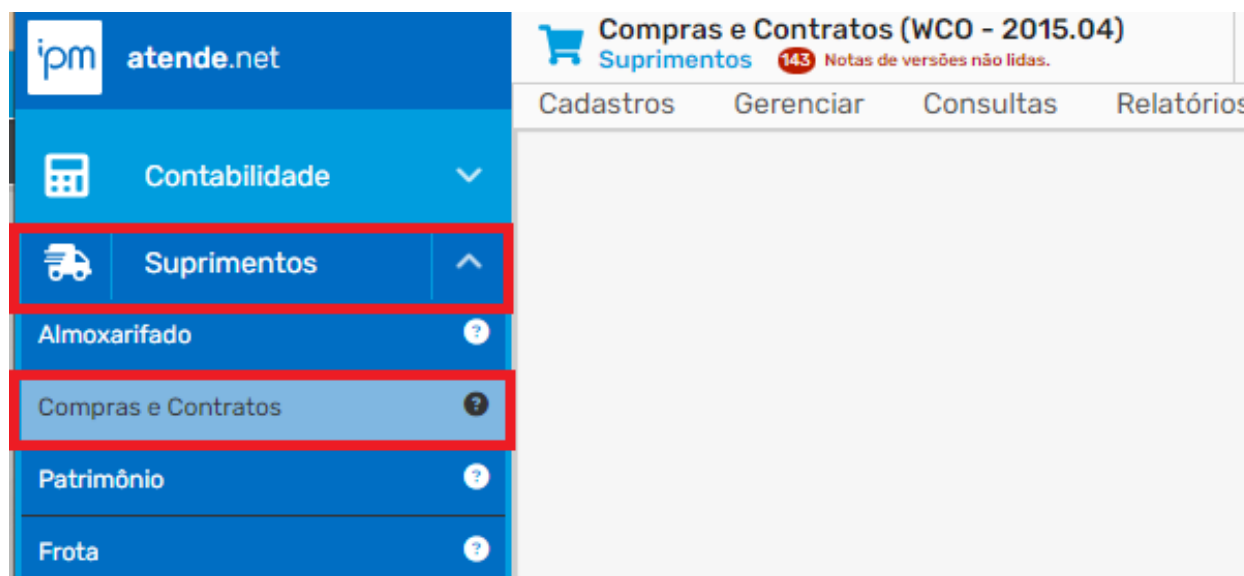 ipm
atende.net
Compras e Contratos (WCO - 2015.04)
Suprimentos 143 Notas de versões não lidas.
Cadastros Gerenciar Consultas Relatórios
Contabilidade
Suprimentos
Almoxarifado ?
Compras e Contratos ?
Patrimônio ?
Frota ?